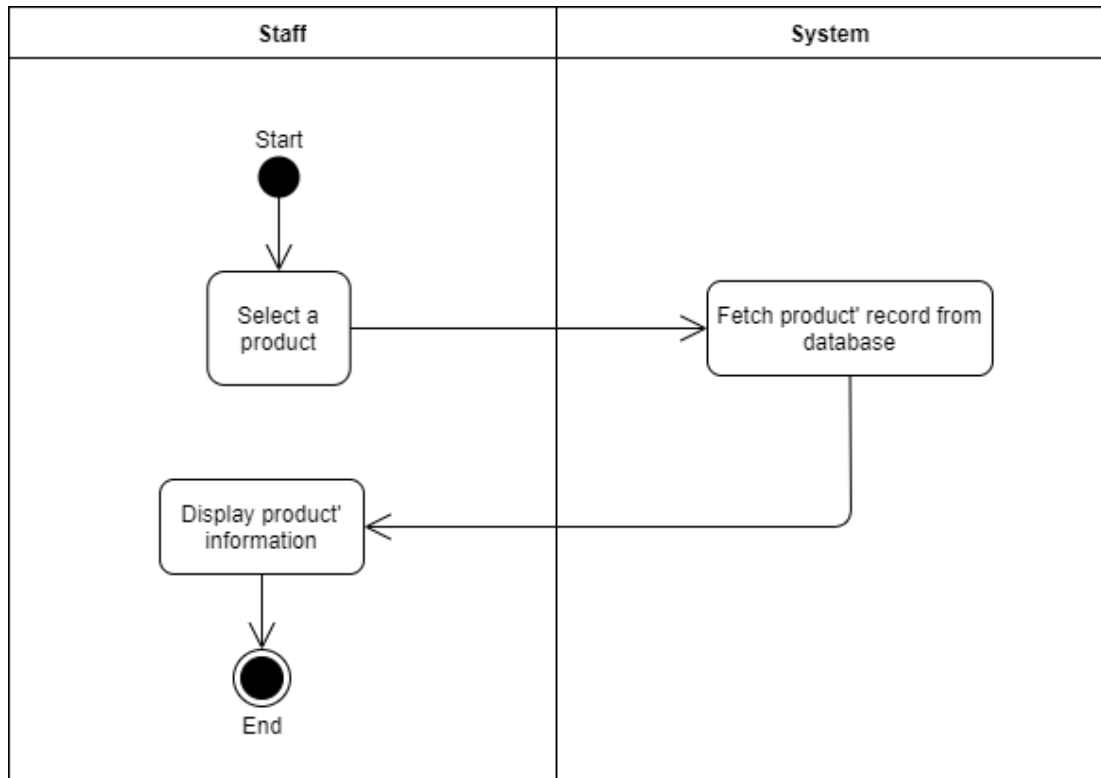 Staff
System
Start
Select a
product
Fetch product' record from
database
Display product'
information
End